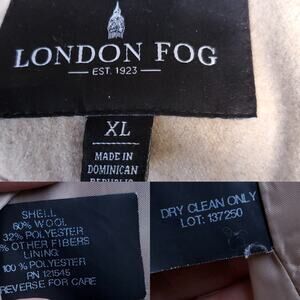 LONDON FOG
EST. 1923
XL
MADE IN
DOMINICAN
REPUBLIC
SHELL
60% WOOL
32% POLYESTER
% OTHER FIBERS
LINING
100% POLYESTER
RN 121545
REVERSE FOR CARE
DRY CLEAN ONLY
LOT: 137250